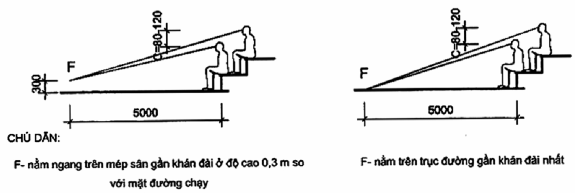 C=80-120
F
300
5000
C=80-120
F
5000
CHỦ DẪN:
F- nằm ngang trên mép sân gần khán đài ở độ cao 0,3 m so
với mặt đường chạy
F- nằm trên trục đường gần khán đài nhất